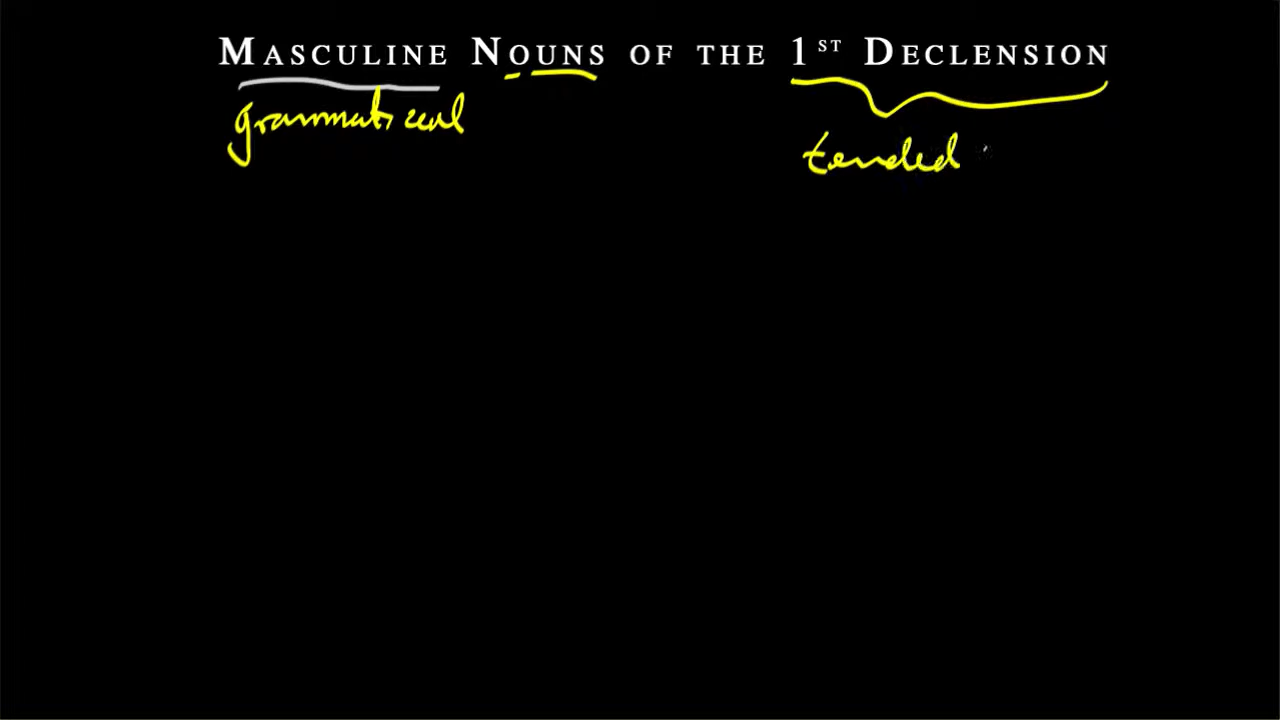 MASCULINE NOUNS OF THE 1ST DECLENSION
grammatical
tended